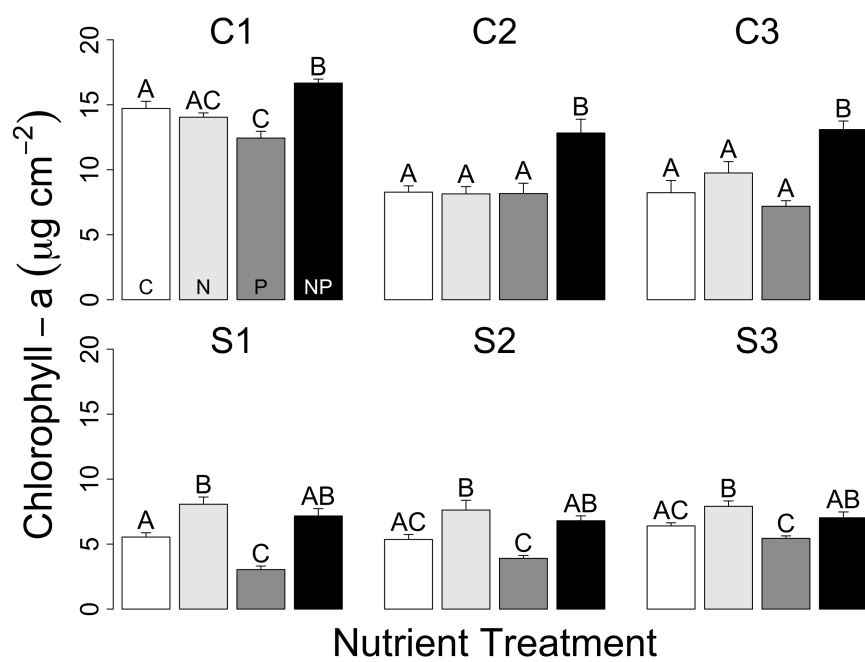 C1 C2 C3
20
15
10
5
0
A AC C B
A A A B
A A A B
C N P NP
Chlorophyll – a (μg cm⁻²)
S1 S2 S3
20
15
10
5
0
A B C AB
AC B C AB
AC B C AB
Nutrient Treatment